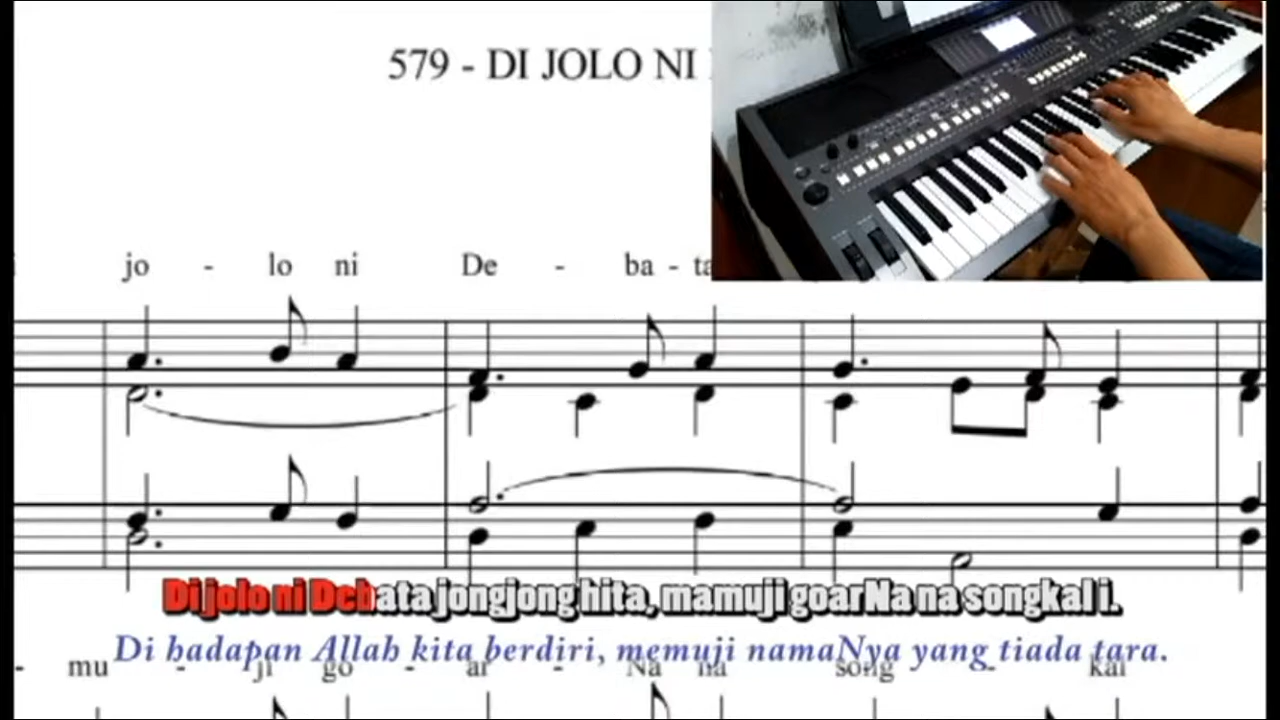 579 - DI JOLO NI
jo - lo ni De - ba - ta
Di jolo ni Debata jongjong hita, mamuji goarNa na songkal i.
Di hadapan Allah kita berdiri, memuji namaNya yang tiada tara.
- mu - ji go - ar - Na na song - kal